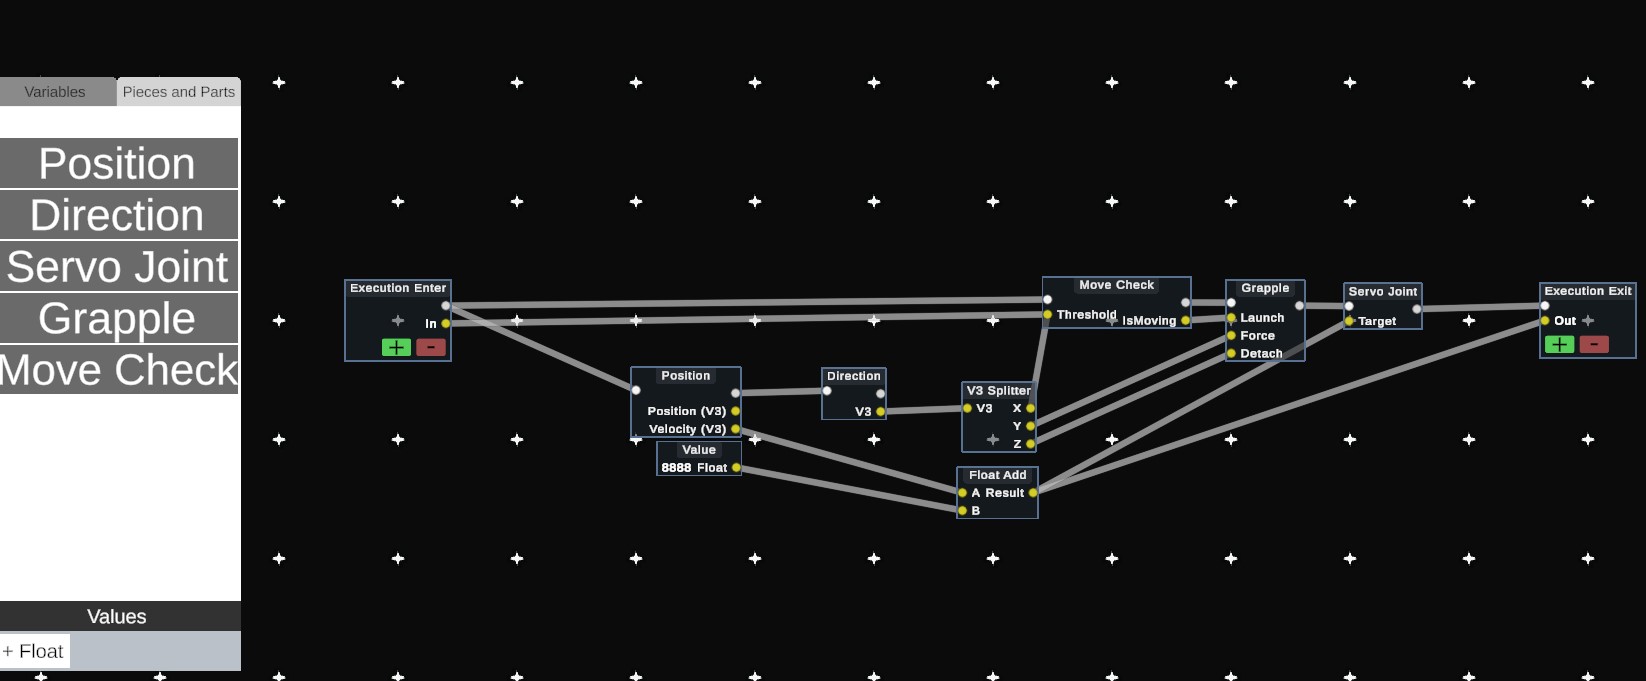 Variables
Pieces and Parts
Position
Direction
Servo Joint
Grapple
Move Check
Values
+ Float
Execution Enter
In
+ -
Position
Position (V3)
Velocity (V3)
Value
8888 Float
Direction
V3
V3 Splitter
V3 X
Y
Z
Float Add
A Result
B
Move Check
Threshold
IsMoving
Grapple
Launch
Force
Detach
Servo Joint
Target
Execution Exit
Out
+ -